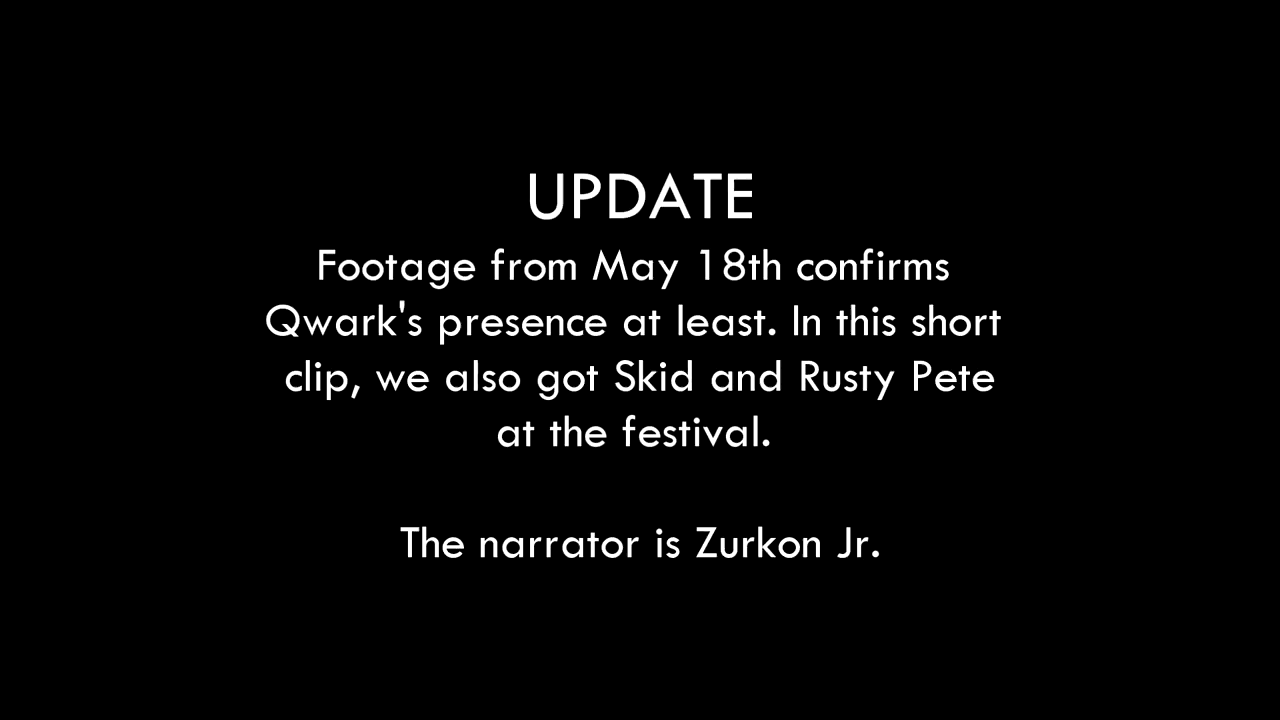 UPDATE
Footage from May 18th confirms
Qwark's presence at least. In this short
clip, we also got Skid and Rusty Pete
at the festival.
The narrator is Zurkon Jr.